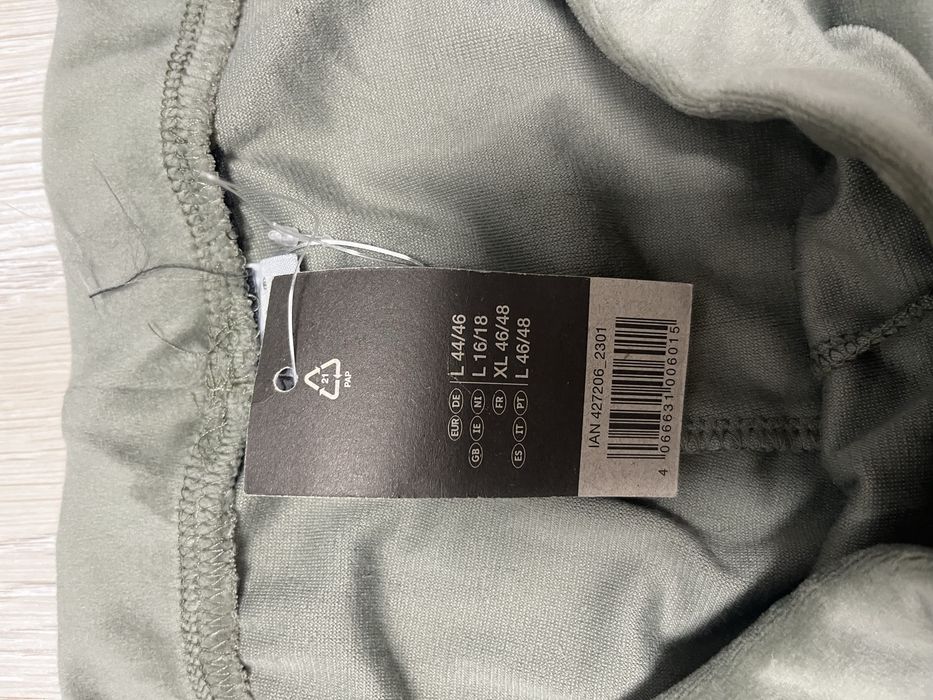 EUR DE L 44/46
GB IE NI L 16/18
FR XL 46/48
ES IT PT L 46/48
21
PAP
IAN 427206_2301
4 066631 006015